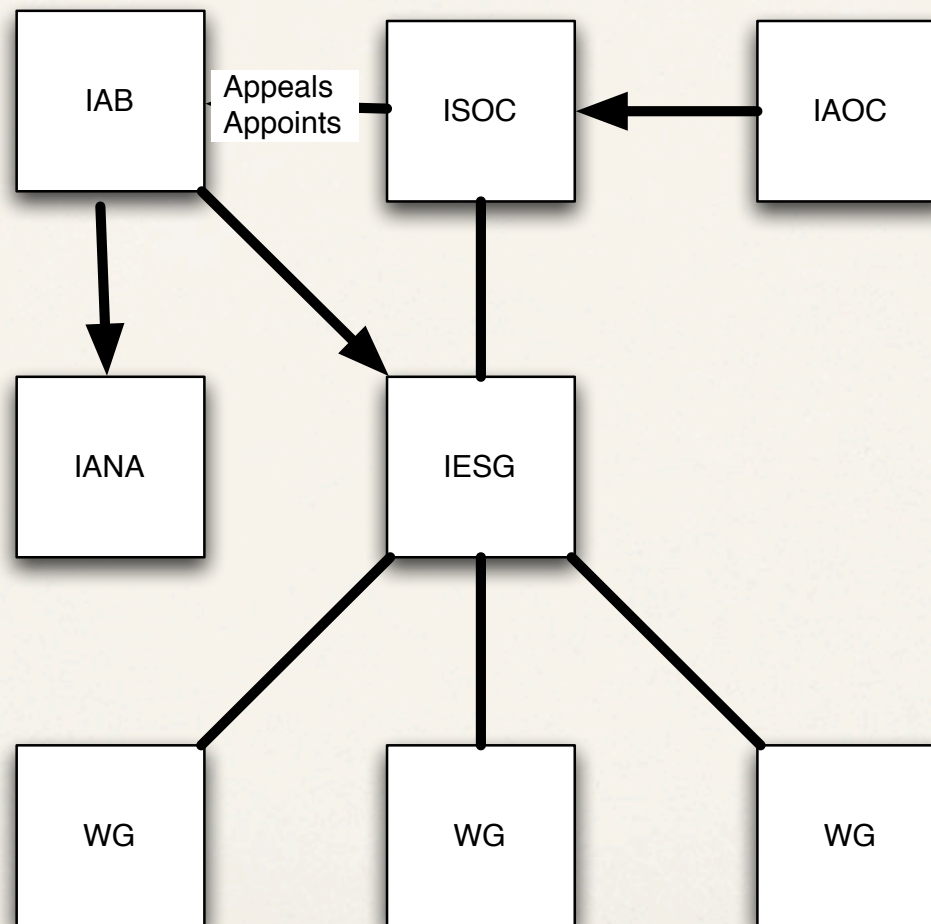 IAB
Appeals
Appoints
ISOC
IAOC
IANA
IESG
WG
WG
WG